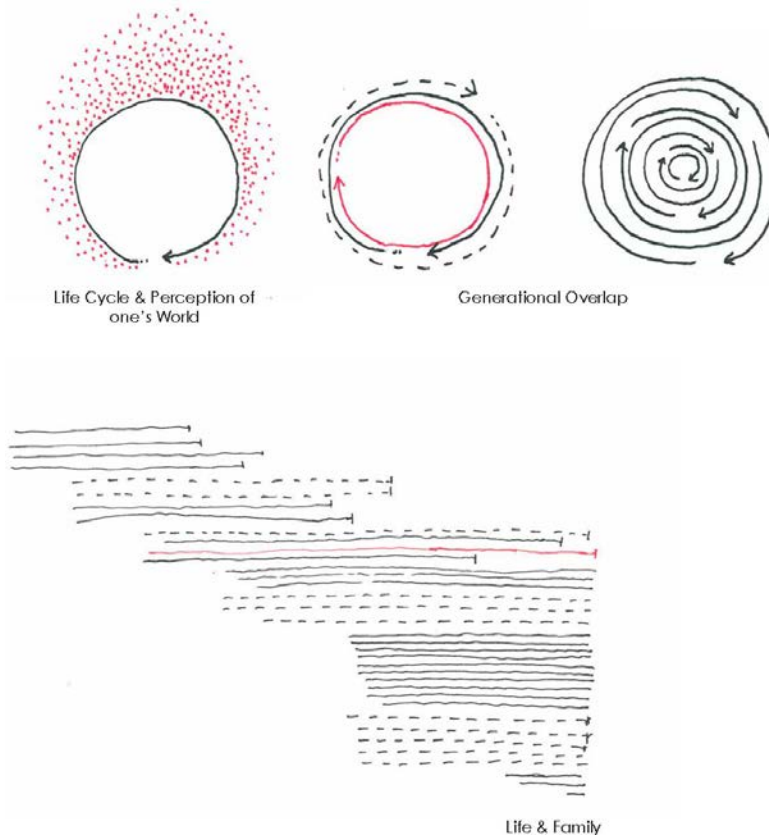 Life Cycle & Perception of
one's World
Generational Overlap
Life & Family